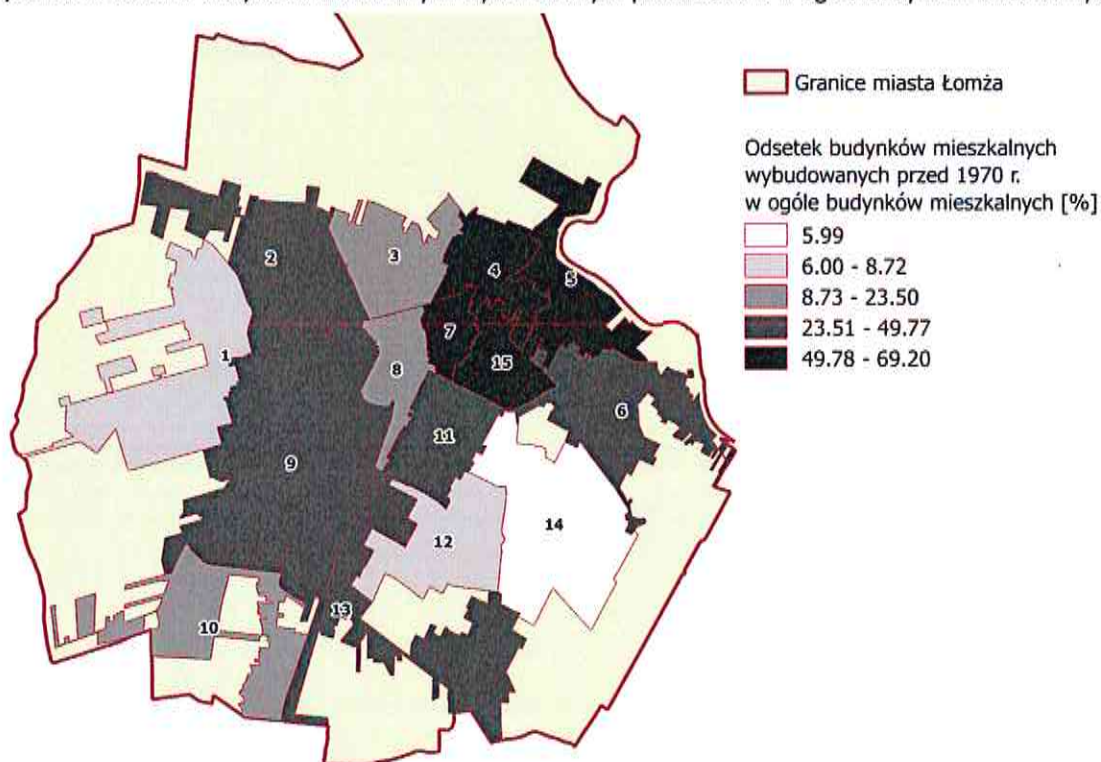 Granice miasta Łomża
Odsetek budynków mieszkalnych
wybudowanych przed 1970 r.
w ogóle budynków mieszkalnych [%]
5.99
6.00 - 8.72
8.73 - 23.50
23.51 - 49.77
49.78 - 69.20
2
3
4
5
7
1
8
15
6
11
9
14
12
13
10